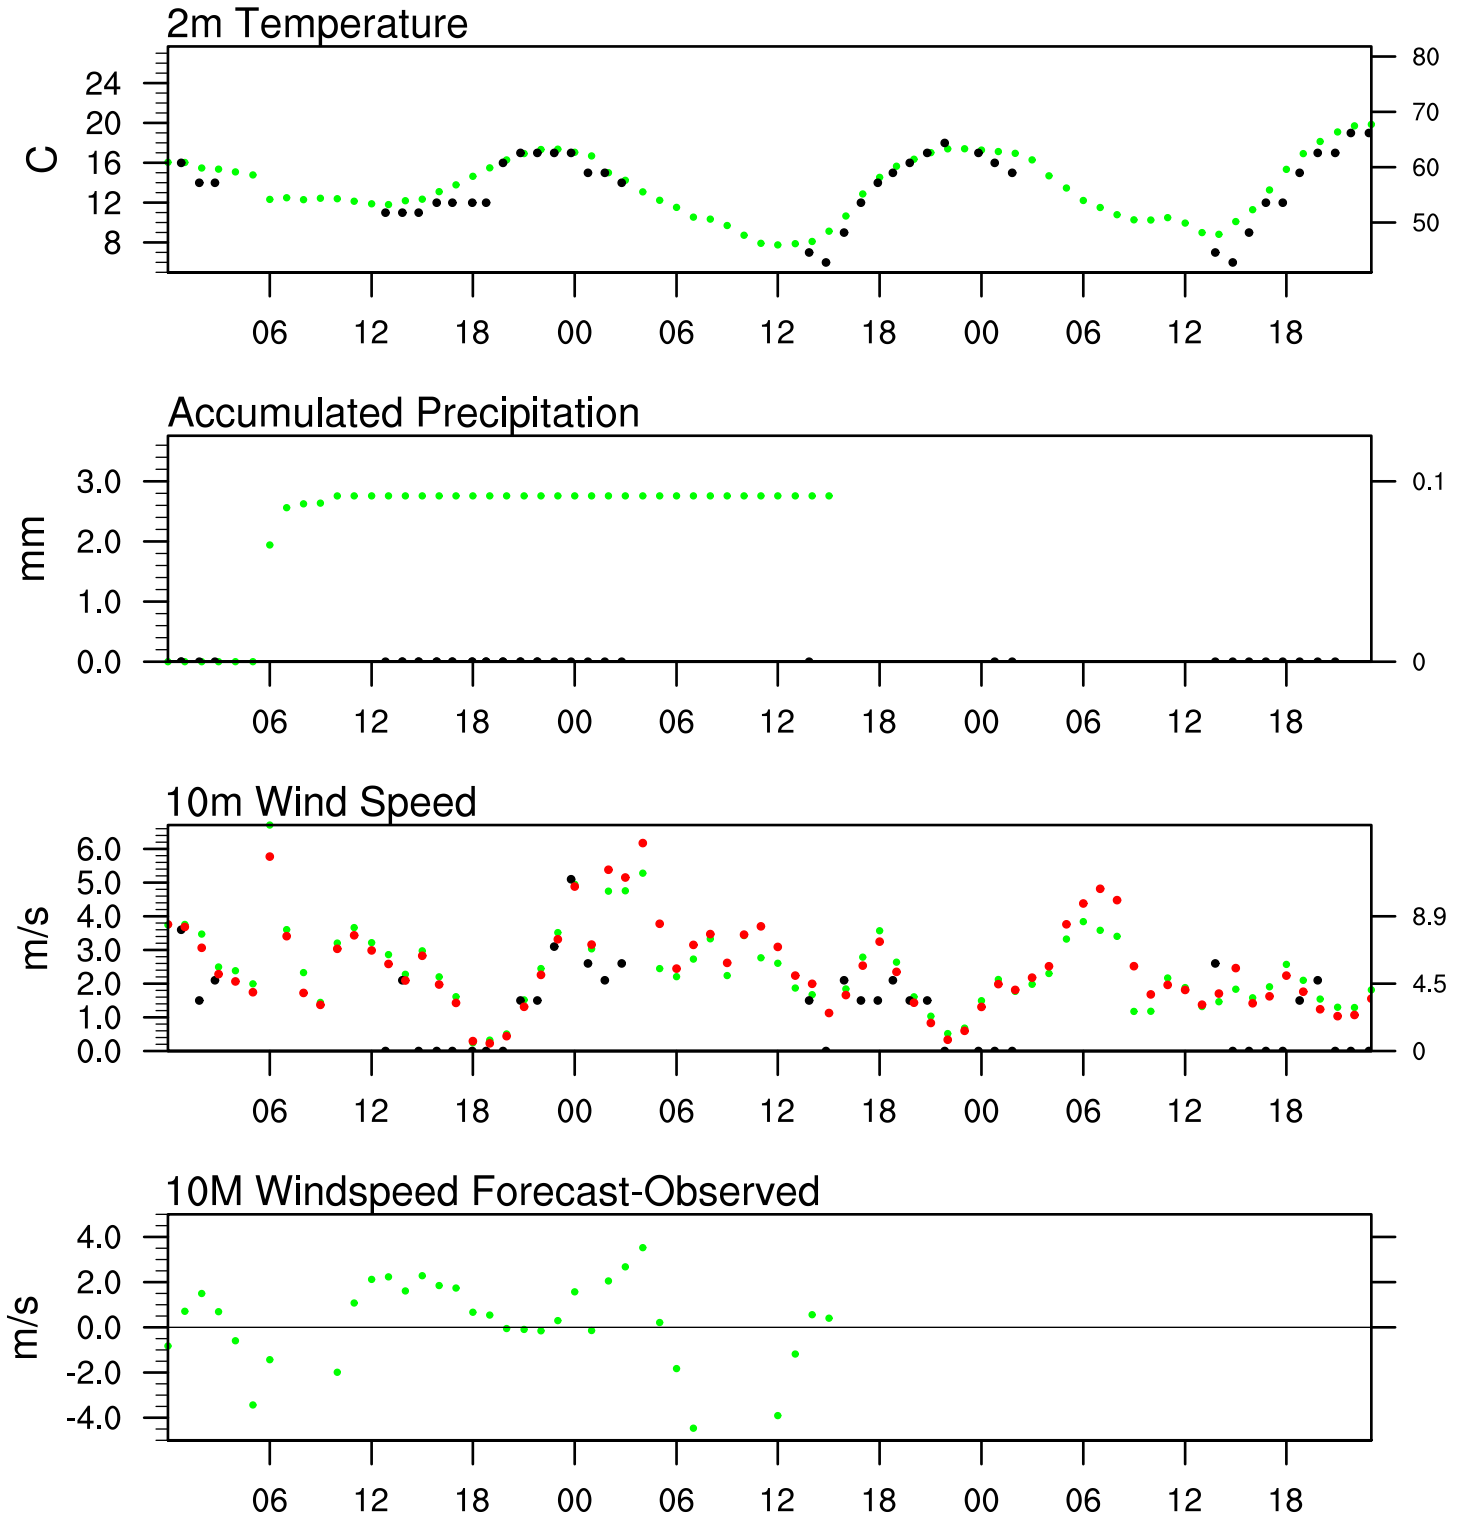 2m Temperature
24 80
20 70
C
16 60
12 50
8
06 12 18 00 06 12 18 00 06 12 18
Accumulated Precipitation
3.0 0.1
mm
2.0
1.0
0.0 0
06 12 18 00 06 12 18 00 06 12 18
10m Wind Speed
6.0
5.0
4.0 8.9
m/s
3.0
2.0 4.5
1.0
0.0 0
06 12 18 00 06 12 18 00 06 12 18
10M Windspeed Forecast-Observed
4.0
2.0
m/s
0.0
-2.0
-4.0
06 12 18 00 06 12 18 00 06 12 18